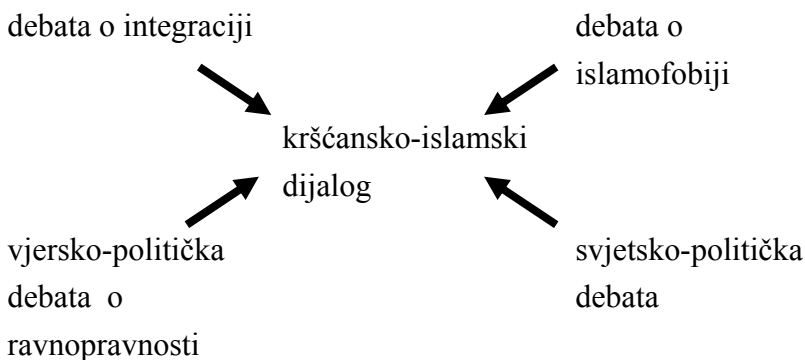 debata o integraciji
debata o
islamofobiji
kršćansko-islamski
dijalog
vjersko-politička
debata o
ravnopravnosti
svjetsko-politička
debata